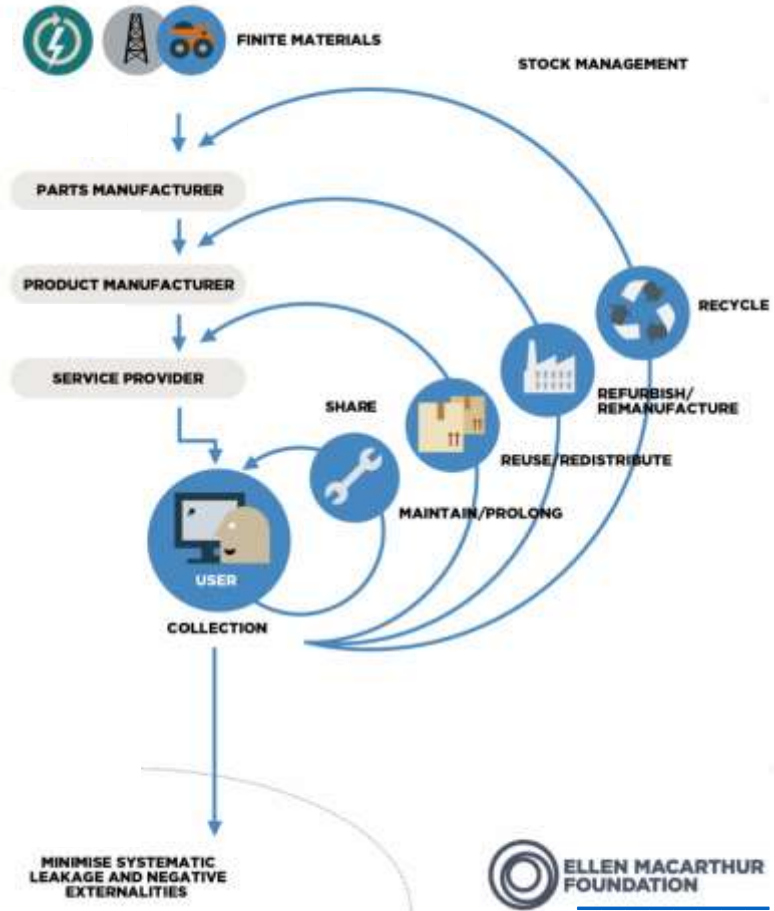 FINITE MATERIALS
STOCK MANAGEMENT
PARTS MANUFACTURER
PRODUCT MANUFACTURER
RECYCLE
SERVICE PROVIDER
REFURBISH/
REMANUFACTURE
SHARE
REUSE/REDISTRIBUTE
MAINTAIN/PROLONG
USER
COLLECTION
MINIMISE SYSTEMATIC
LEAKAGE AND NEGATIVE
EXTERNALITIES
ELLEN MACARTHUR
FOUNDATION